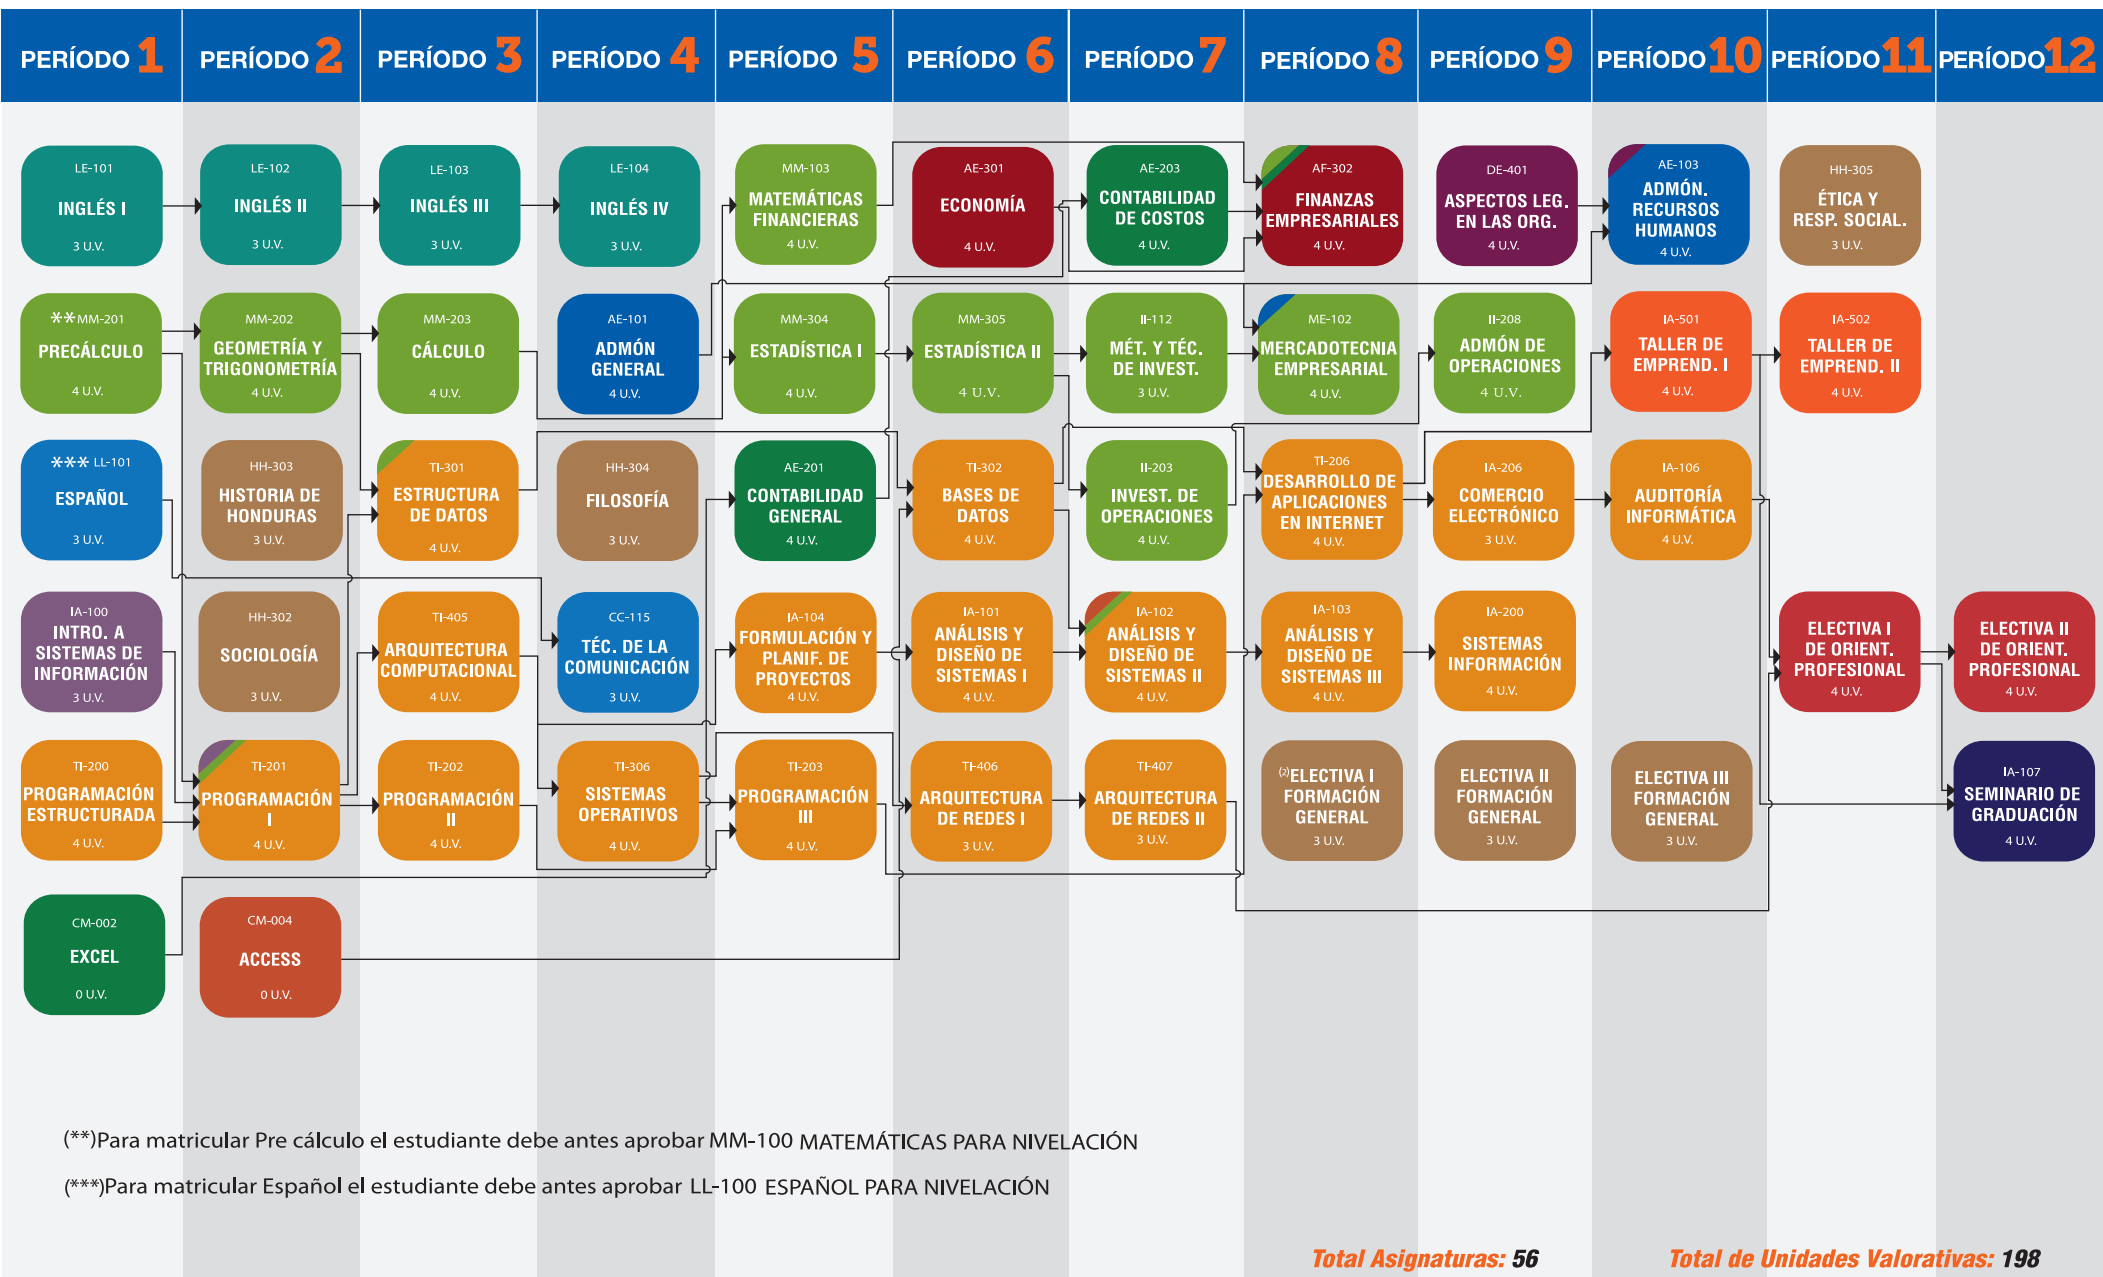 PERÍODO 1
PERÍODO 2
PERÍODO 3
PERÍODO 4
PERÍODO 5
PERÍODO 6
PERÍODO 7
PERÍODO 8
PERÍODO 9
PERÍODO 10
PERÍODO 11
PERÍODO 12
LE-101
INGLÉS I
3 U.V.
LE-102
INGLÉS II
3 U.V.
LE-103
INGLÉS III
3 U.V.
LE-104
INGLÉS IV
3 U.V.
MM-103
MATEMÁTICAS
FINANCIERAS
4 U.V.
AE-301
ECONOMÍA
4 U.V.
AE-203
CONTABILIDAD
DE COSTOS
4 U.V.
AF-302
FINANZAS
EMPRESARIALES
4 U.V.
DE-401
ASPECTOS LEG.
EN LAS ORG.
4 U.V.
AE-103
ADMÓN.
RECURSOS
HUMANOS
4 U.V.
HH-305
ÉTICA Y
RESP. SOCIAL.
3 U.V.
**MM-201
PRECÁLCULO
4 U.V.
MM-202
GEOMETRÍA Y
TRIGONOMETRÍA
4 U.V.
MM-203
CÁLCULO
4 U.V.
AE-101
ADMÓN
GENERAL
4 U.V.
MM-304
ESTADÍSTICA I
4 U.V.
MM-305
ESTADÍSTICA II
4 U.V.
II-112
MÉT. Y TÉC.
DE INVEST.
3 U.V.
ME-102
MERCADOTECNIA
EMPRESARIAL
4 U.V.
II-208
ADMÓN DE
OPERACIONES
4 U.V.
IA-501
TALLER DE
EMPREND. I
4 U.V.
IA-502
TALLER DE
EMPREND. II
4 U.V.
*** LL-101
ESPAÑOL
3 U.V.
HH-303
HISTORIA DE
HONDURAS
3 U.V.
TI-301
ESTRUCTURA
DE DATOS
4 U.V.
HH-304
FILOSOFÍA
3 U.V.
AE-201
CONTABILIDAD
GENERAL
4 U.V.
TI-302
BASES DE
DATOS
4 U.V.
II-203
INVEST. DE
OPERACIONES
4 U.V.
TI-206
DESARROLLO DE
APLICACIONES
EN INTERNET
4 U.V.
IA-206
COMERCIO
ELECTRÓNICO
3 U.V.
IA-106
AUDITORÍA
INFORMÁTICA
4 U.V.
IA-100
INTRO. A
SISTEMAS DE
INFORMACIÓN
3 U.V.
HH-302
SOCIOLOGÍA
3 U.V.
TI-405
ARQUITECTURA
COMPUTACIONAL
4 U.V.
CC-115
TÉC. DE LA
COMUNICACIÓN
3 U.V.
IA-104
FORMULACIÓN Y
PLANIF. DE
PROYECTOS
4 U.V.
IA-101
ANÁLISIS Y
DISEÑO DE
SISTEMAS I
4 U.V.
IA-102
ANÁLISIS Y
DISEÑO DE
SISTEMAS II
4 U.V.
IA-103
ANÁLISIS Y
DISEÑO DE
SISTEMAS III
4 U.V.
IA-200
SISTEMAS
INFORMACIÓN
4 U.V.
ELECTIVA I
DE ORIENT.
PROFESIONAL
4 U.V.
ELECTIVA II
DE ORIENT.
PROFESIONAL
4 U.V.
TI-200
PROGRAMACIÓN
ESTRUCTURADA
4 U.V.
TI-201
PROGRAMACIÓN
I
4 U.V.
TI-202
PROGRAMACIÓN
II
4 U.V.
TI-306
SISTEMAS
OPERATIVOS
4 U.V.
TI-203
PROGRAMACIÓN
III
4 U.V.
TI-406
ARQUITECTURA
DE REDES I
3 U.V.
TI-407
ARQUITECTURA
DE REDES II
3 U.V.
(2)ELECTIVA I
FORMACIÓN
GENERAL
3 U.V.
ELECTIVA II
FORMACIÓN
GENERAL
3 U.V.
ELECTIVA III
FORMACIÓN
GENERAL
3 U.V.
IA-107
SEMINARIO DE
GRADUACIÓN
4 U.V.
CM-002
EXCEL
0 U.V.
CM-004
ACCESS
0 U.V.
(**)Para matricular Pre cálculo el estudiante debe antes aprobar MM-100 MATEMÁTICAS PARA NIVELACIÓN
(***)Para matricular Español el estudiante debe antes aprobar LL-100 ESPAÑOL PARA NIVELACIÓN
Total Asignaturas: 56
Total de Unidades Valorativas: 198